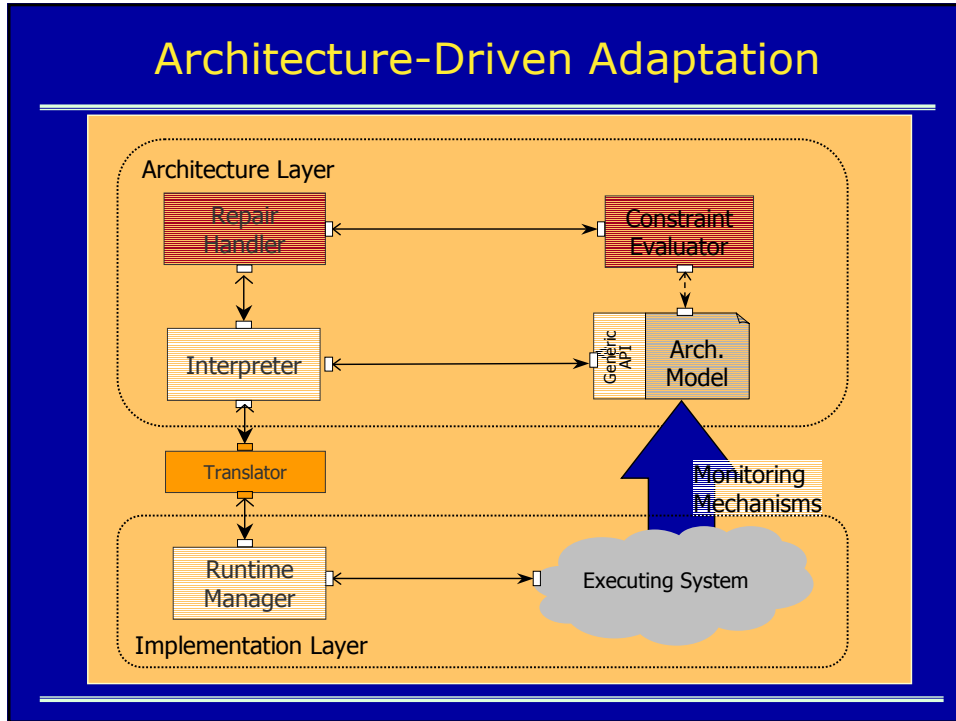 Architecture-Driven Adaptation
Architecture Layer
Repair
Handler
Constraint
Evaluator
Interpreter
Generic
API
Arch.
Model
Translator
Monitoring
Mechanisms
Runtime
Manager
Executing System
Implementation Layer